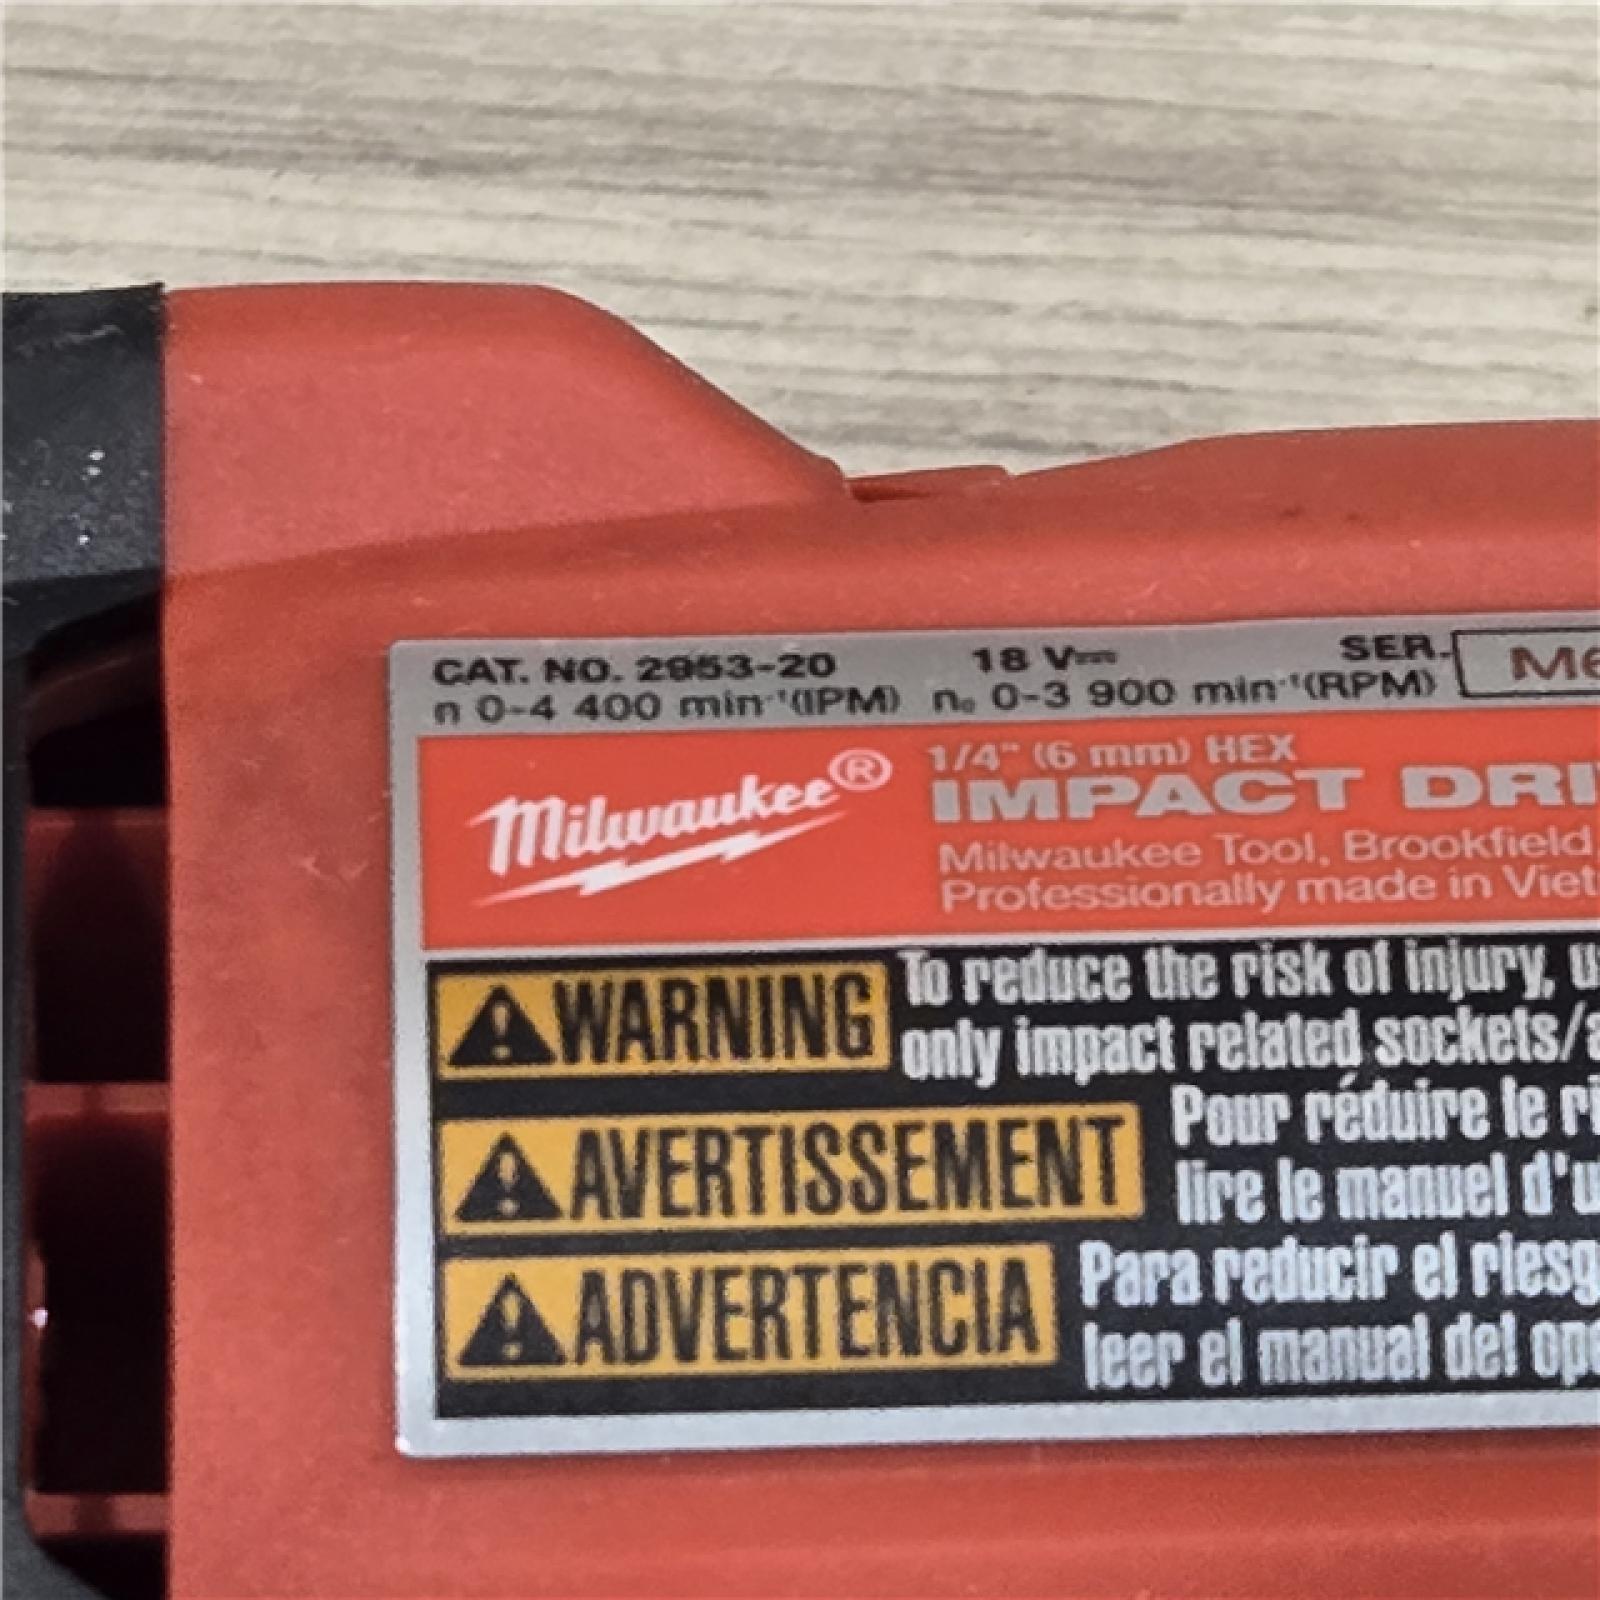 CAT. NO. 2953-20 18 V⎓ SER.
n 0-4 400 min⁻¹(IPM) n₀ 0-3 900 min⁻¹(RPM) M6
Milwaukee®
1/4" (6 mm) HEX
IMPACT DRI
Milwaukee Tool, Brookfield,
Professionally made in Viet
WARNING To reduce the risk of injury, u
only impact related sockets/a
AVERTISSEMENT Pour réduire le ri
lire le manuel d'u
ADVERTENCIA Para reducir el riesg
leer el manual del ope